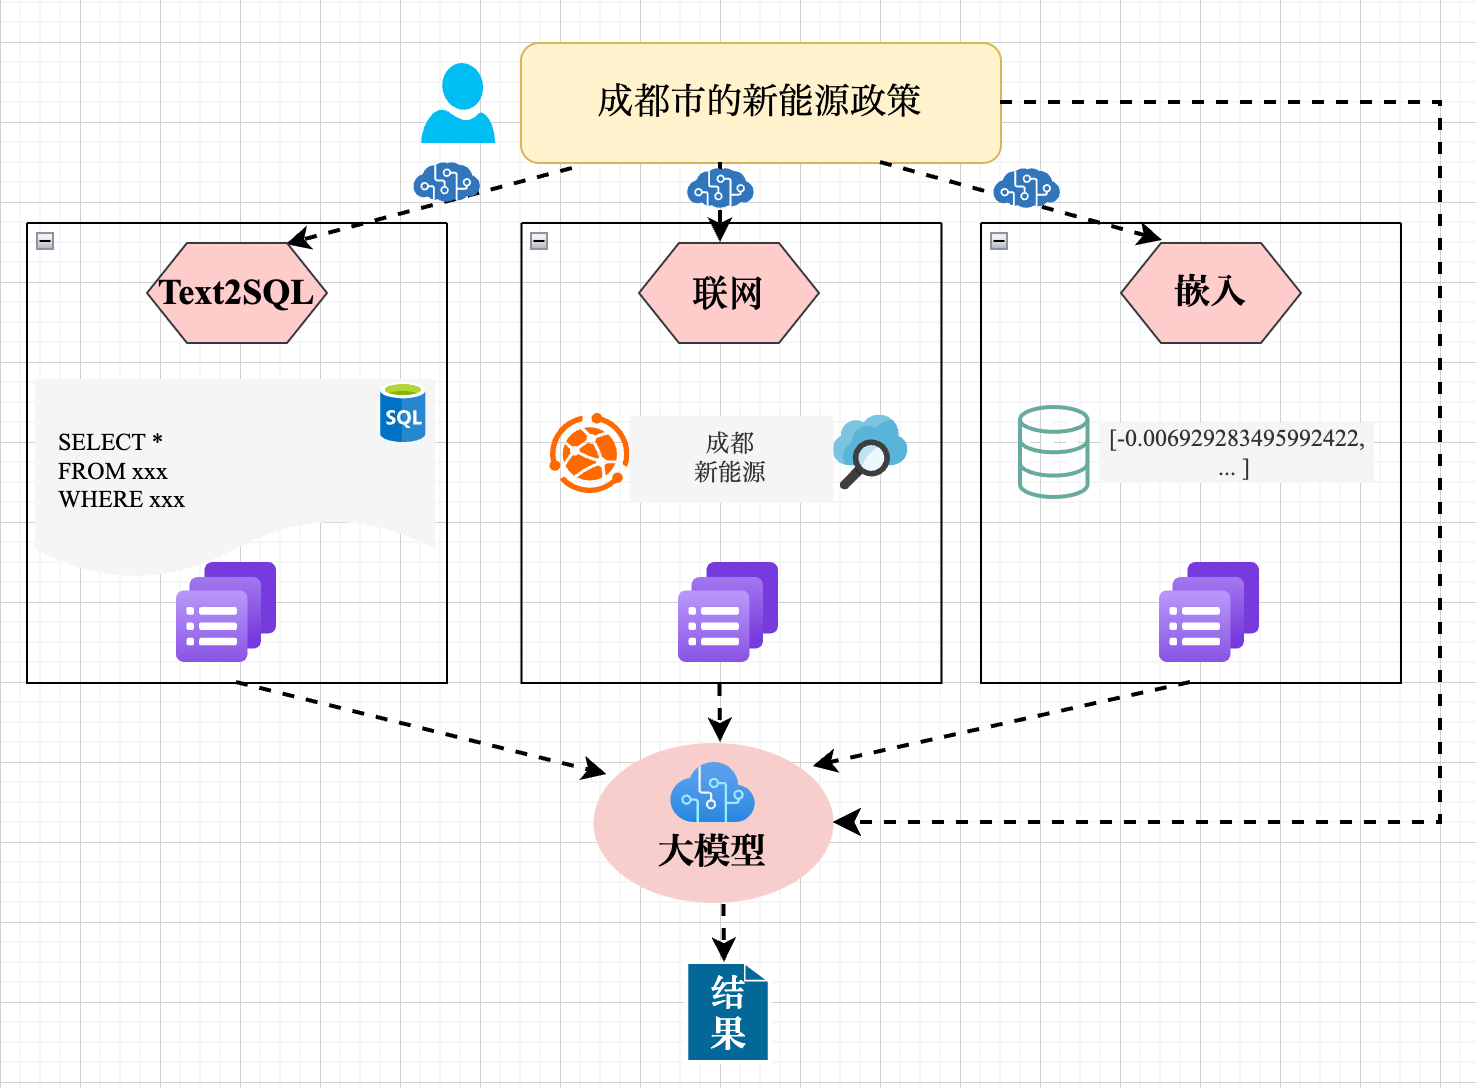 成都市的新能源政策
Text2SQL
联网
嵌入
SQL
SELECT *
FROM xxx
WHERE xxx
成都
新能源
[-0.006929283495992422,
... ]
大模型
结
果